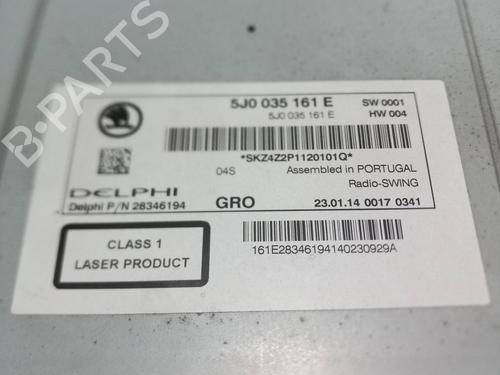 5J0 035 161 E SW 0001
5J0 035 161 E HW 004
*SKZ4Z2P1120101Q*
04S Assembled in PORTUGAL
DELPHI Radio-SWING
Delphi P/N 28346194 GRO 23.01.14 0017 0341
CLASS 1
LASER PRODUCT
161E28346194140230929A
B-PARTS